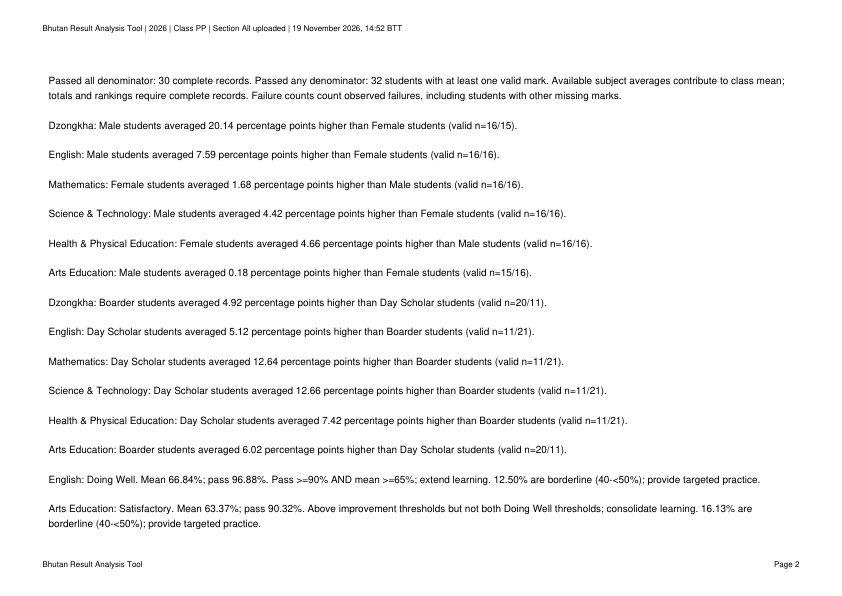 Bhutan Result Analysis Tool | 2026 | Class PP | Section All uploaded | 19 November 2026, 14:52 BTT
Passed all denominator: 30 complete records. Passed any denominator: 32 students with at least one valid mark. Available subject averages contribute to class mean;
totals and rankings require complete records. Failure counts count observed failures, including students with other missing marks.
Dzongkha: Male students averaged 20.14 percentage points higher than Female students (valid n=16/15).
English: Male students averaged 7.59 percentage points higher than Female students (valid n=16/16).
Mathematics: Female students averaged 1.68 percentage points higher than Male students (valid n=16/16).
Science & Technology: Male students averaged 4.42 percentage points higher than Female students (valid n=16/16).
Health & Physical Education: Female students averaged 4.66 percentage points higher than Male students (valid n=16/16).
Arts Education: Male students averaged 0.18 percentage points higher than Female students (valid n=15/16).
Dzongkha: Boarder students averaged 4.92 percentage points higher than Day Scholar students (valid n=20/11).
English: Day Scholar students averaged 5.12 percentage points higher than Boarder students (valid n=11/21).
Mathematics: Day Scholar students averaged 12.64 percentage points higher than Boarder students (valid n=11/21).
Science & Technology: Day Scholar students averaged 12.66 percentage points higher than Boarder students (valid n=11/21).
Health & Physical Education: Day Scholar students averaged 7.42 percentage points higher than Boarder students (valid n=11/21).
Arts Education: Boarder students averaged 6.02 percentage points higher than Day Scholar students (valid n=20/11).
English: Doing Well. Mean 66.84%; pass 96.88%. Pass >=90% AND mean >=65%; extend learning. 12.50% are borderline (40-<50%); provide targeted practice.
Arts Education: Satisfactory. Mean 63.37%; pass 90.32%. Above improvement thresholds but not both Doing Well thresholds; consolidate learning. 16.13% are
borderline (40-<50%); provide targeted practice.
Bhutan Result Analysis Tool
Page 2